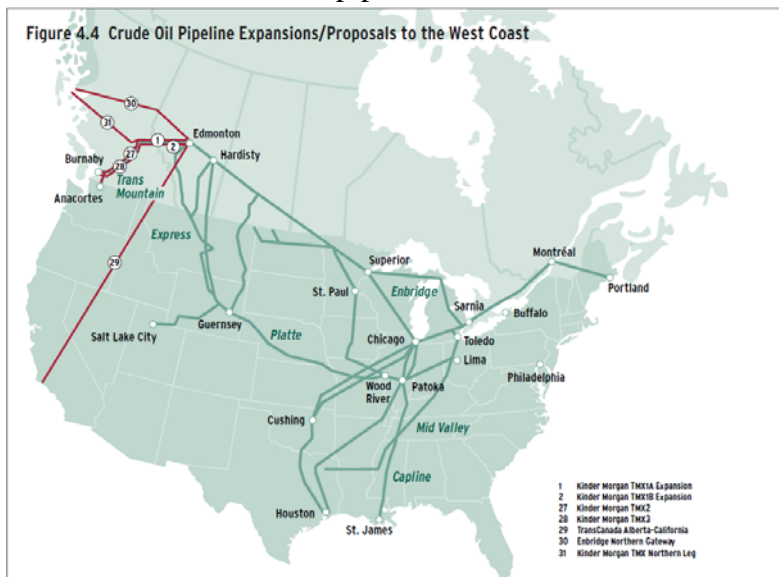 Figure 4.4 Crude Oil Pipeline Expansions/Proposals to the West Coast
30
31
1
Edmonton
27
2
Hardisty
Burnaby
28
Trans
Mountain
Anacortes
Express
29
Superior
Montréal
St. Paul
Enbridge
Portland
Sarnia
Guernsey
Buffalo
Salt Lake City
Platte
Chicago
Toledo
Lima
Wood
River
Patoka
Philadelphia
Cushing
Mid Valley
Capline
Houston
St. James
1 Kinder Morgan TMX1A Expansion
2 Kinder Morgan TMX1B Expansion
27 Kinder Morgan TMX2
28 Kinder Morgan TMX3
29 TransCanada Alberta-California
30 Enbridge Northern Gateway
31 Kinder Morgan TMX Northern Leg